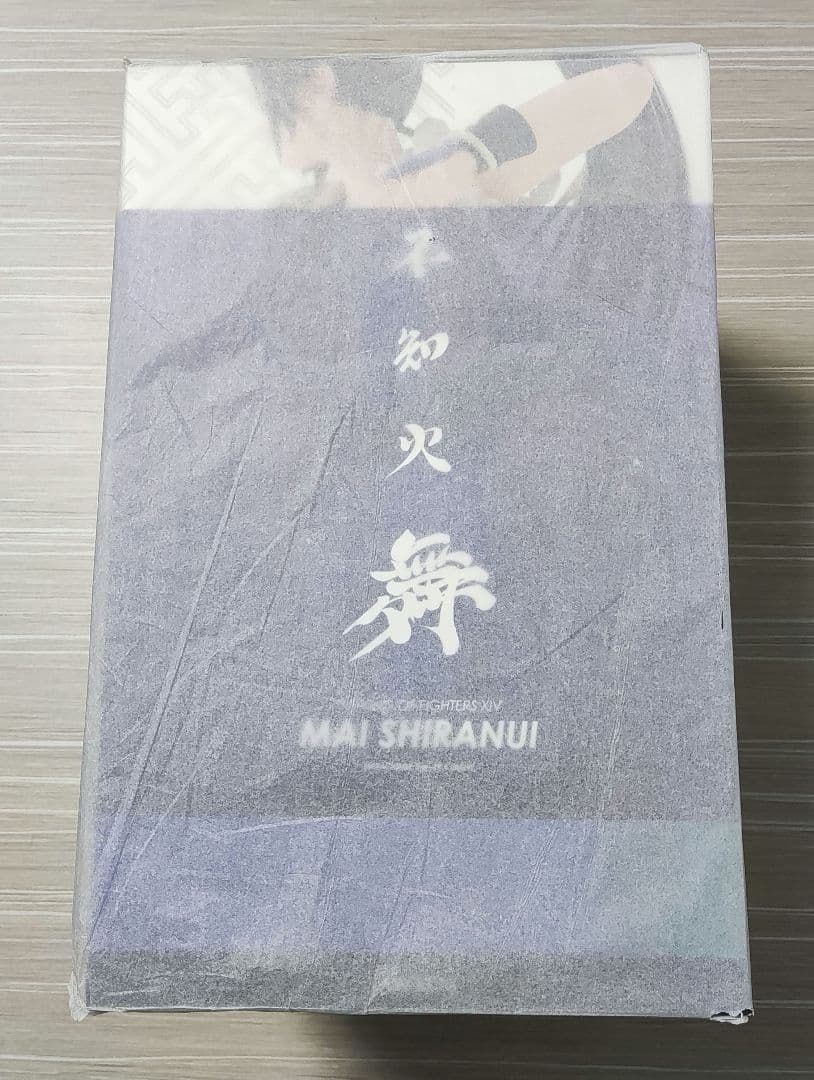 不
知
火
舞
OF FIGHTERS XIV
MAI SHIRANUI